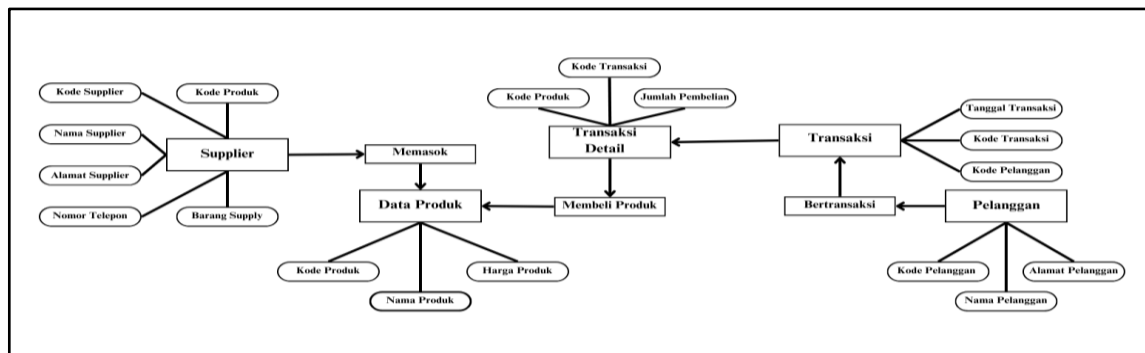 Kode Supplier
Kode Produk
Nama Supplier
Supplier
Alamat Supplier
Nomor Telepon
Barang Supply
Memasok
Data Produk
Kode Produk
Harga Produk
Nama Produk
Kode Transaksi
Kode Produk
Jumlah Pembelian
Transaksi
Detail
Membeli Produk
Transaksi
Tanggal Transaksi
Kode Transaksi
Kode Pelanggan
Bertransaksi
Pelanggan
Kode Pelanggan
Alamat Pelanggan
Nama Pelanggan